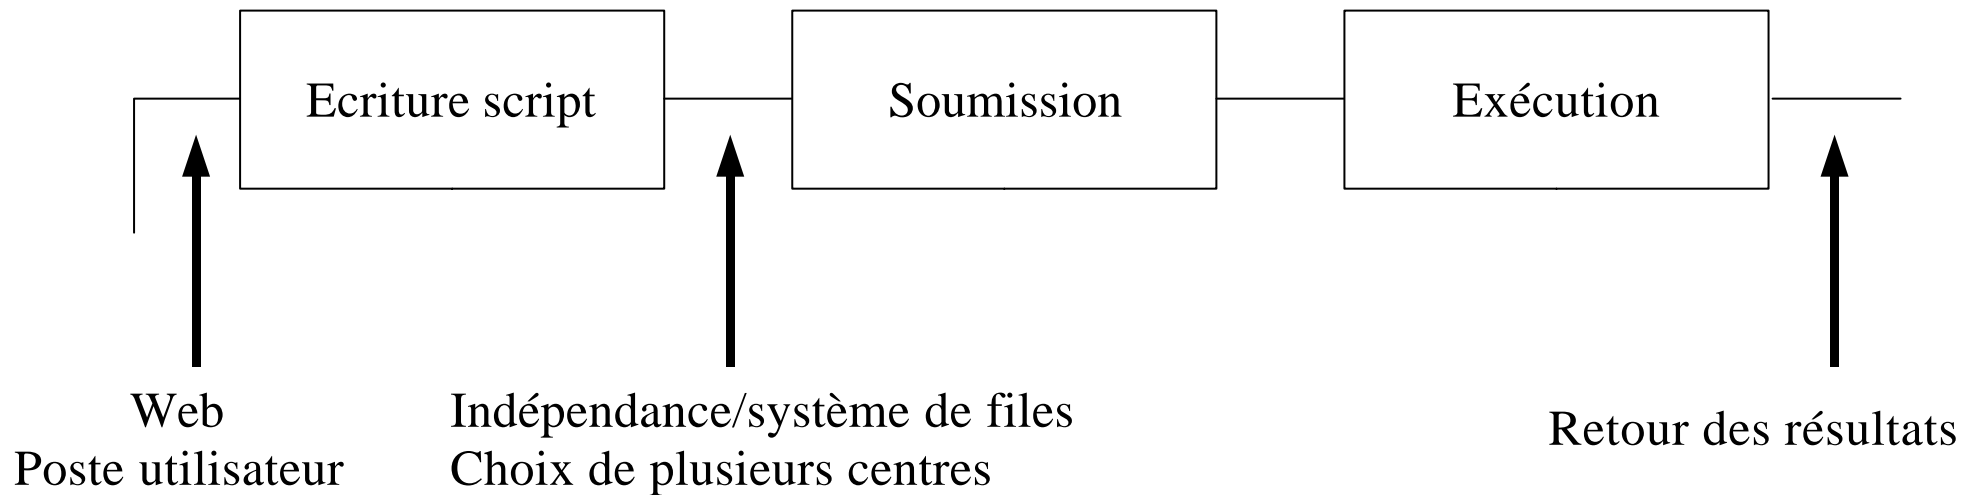 Ecriture script
Soumission
Exécution
Web
Poste utilisateur
Indépendance/système de files
Choix de plusieurs centres
Retour des résultats